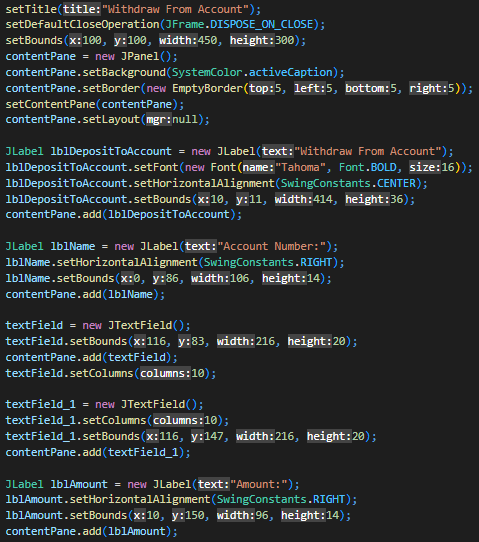 setTitle(title:"Withdraw From Account");
setDefaultCloseOperation(JFrame.DISPOSE_ON_CLOSE);
setBounds(x:100, y:100, width:450, height:300);
contentPane = new JPanel();
contentPane.setBackground(SystemColor.activeCaption);
contentPane.setBorder(new EmptyBorder(top:5, left:5, bottom:5, right:5));
setContentPane(contentPane);
contentPane.setLayout(mgr:null);

JLabel lblDepositToAccount = new JLabel(text:"Withdraw From Account");
lblDepositToAccount.setFont(new Font(name:"Tahoma", Font.BOLD, size:16));
lblDepositToAccount.setHorizontalAlignment(SwingConstants.CENTER);
lblDepositToAccount.setBounds(x:10, y:11, width:414, height:36);
contentPane.add(lblDepositToAccount);

JLabel lblName = new JLabel(text:"Account Number:");
lblName.setHorizontalAlignment(SwingConstants.RIGHT);
lblName.setBounds(x:0, y:86, width:106, height:14);
contentPane.add(lblName);

textField = new JTextField();
textField.setBounds(x:116, y:83, width:216, height:20);
contentPane.add(textField);
textField.setColumns(columns:10);

textField_1 = new JTextField();
textField_1.setColumns(columns:10);
textField_1.setBounds(x:116, y:147, width:216, height:20);
contentPane.add(textField_1);

JLabel lblAmount = new JLabel(text:"Amount:");
lblAmount.setHorizontalAlignment(SwingConstants.RIGHT);
lblAmount.setBounds(x:10, y:150, width:96, height:14);
contentPane.add(lblAmount);